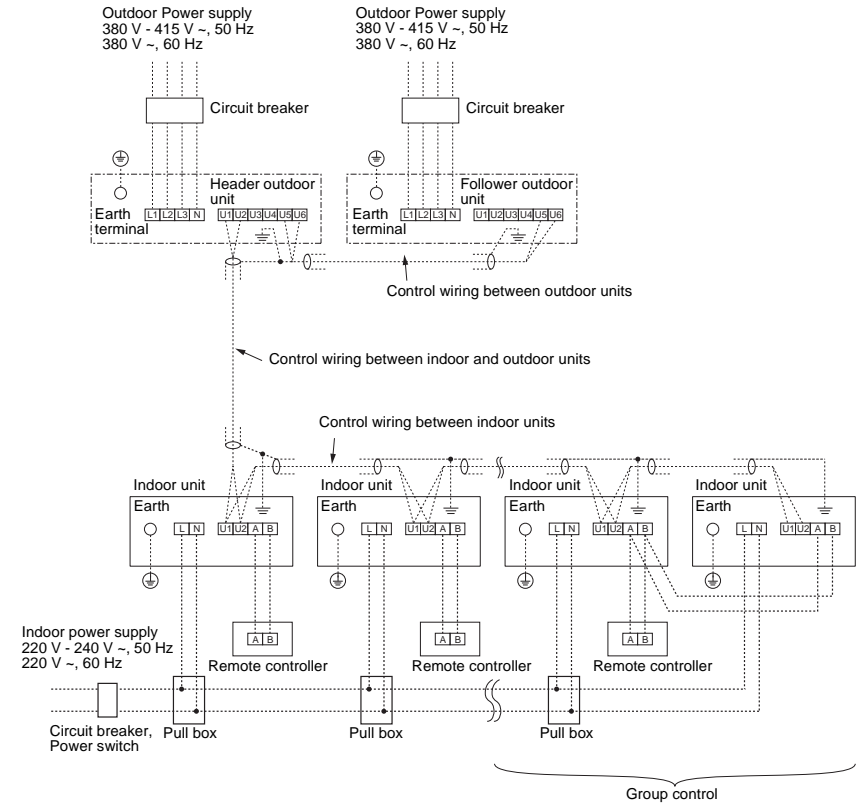 Outdoor Power supply
380 V - 415 V ~, 50 Hz
380 V ~, 60 Hz
Outdoor Power supply
380 V - 415 V ~, 50 Hz
380 V ~, 60 Hz
Circuit breaker
Circuit breaker
Header outdoor
unit
Earth
terminal
L1 L2 L3 N
U1 U2 U3 U4 U5 U6
Follower outdoor
unit
Earth
terminal
L1 L2 L3 N
U1 U2 U3 U4 U5 U6
Control wiring between outdoor units
Control wiring between indoor and outdoor units
Control wiring between indoor units
Indoor unit
Earth
L N
U1 U2 A B
Indoor unit
Earth
L N
U1 U2 A B
Indoor unit
Earth
L N
U1 U2 A B
Indoor unit
Earth
L N
U1 U2 A B
A B
Remote controller
A B
Remote controller
A B
Remote controller
Indoor power supply
220 V - 240 V ~, 50 Hz
220 V ~, 60 Hz
Circuit breaker,
Power switch
Pull box
Pull box
Pull box
Group control